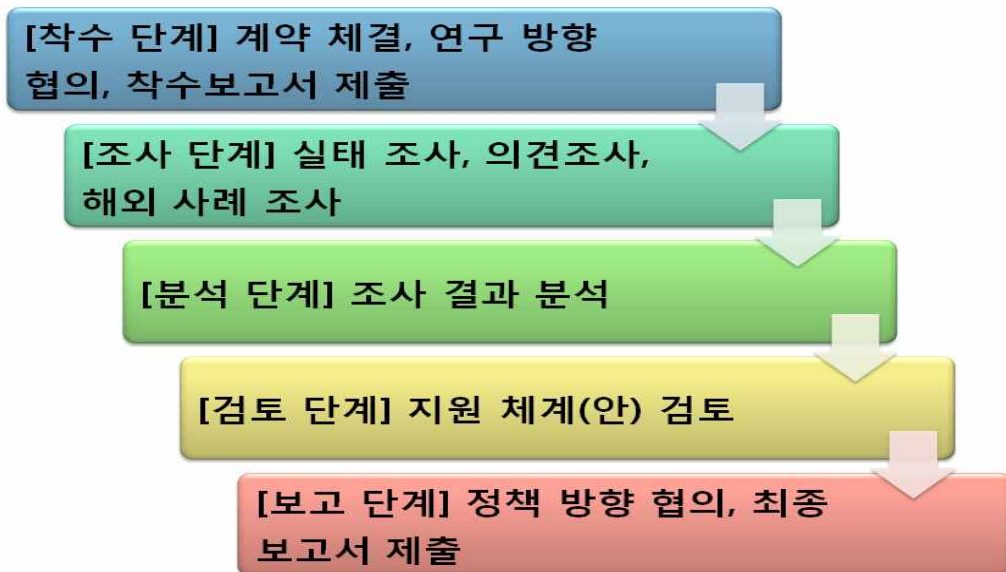 [착수 단계] 계약 체결, 연구 방향
협의, 착수보고서 제출
[조사 단계] 실태 조사, 의견조사,
해외 사례 조사
[분석 단계] 조사 결과 분석
[검토 단계] 지원 체계(안) 검토
[보고 단계] 정책 방향 협의, 최종
보고서 제출